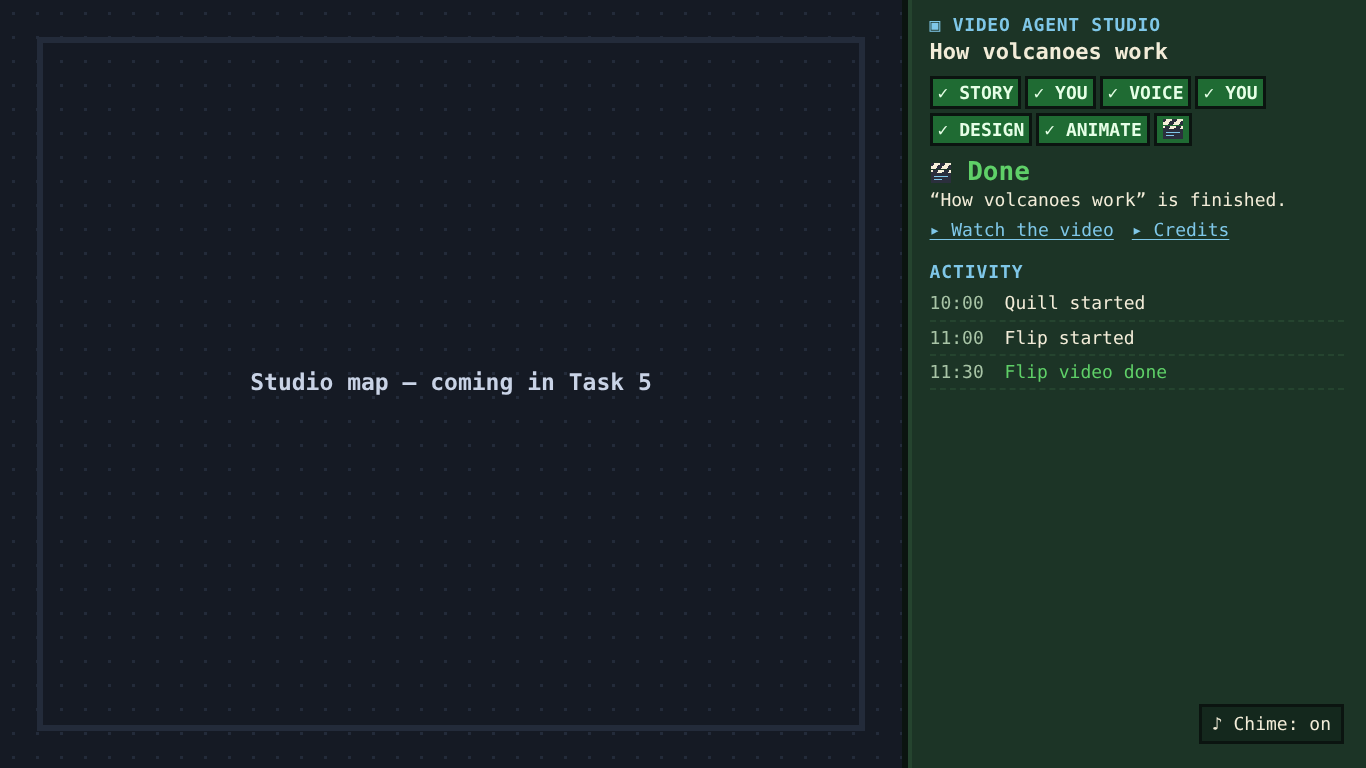 Studio map — coming in Task 5
▣ VIDEO AGENT STUDIO
How volcanoes work
✓ STORY ✓ YOU ✓ VOICE ✓ YOU
✓ DESIGN ✓ ANIMATE 🎬
🎬 Done
“How volcanoes work” is finished.
▸ Watch the video ▸ Credits
ACTIVITY
10:00 Quill started
11:00 Flip started
11:30 Flip video done
♪ Chime: on